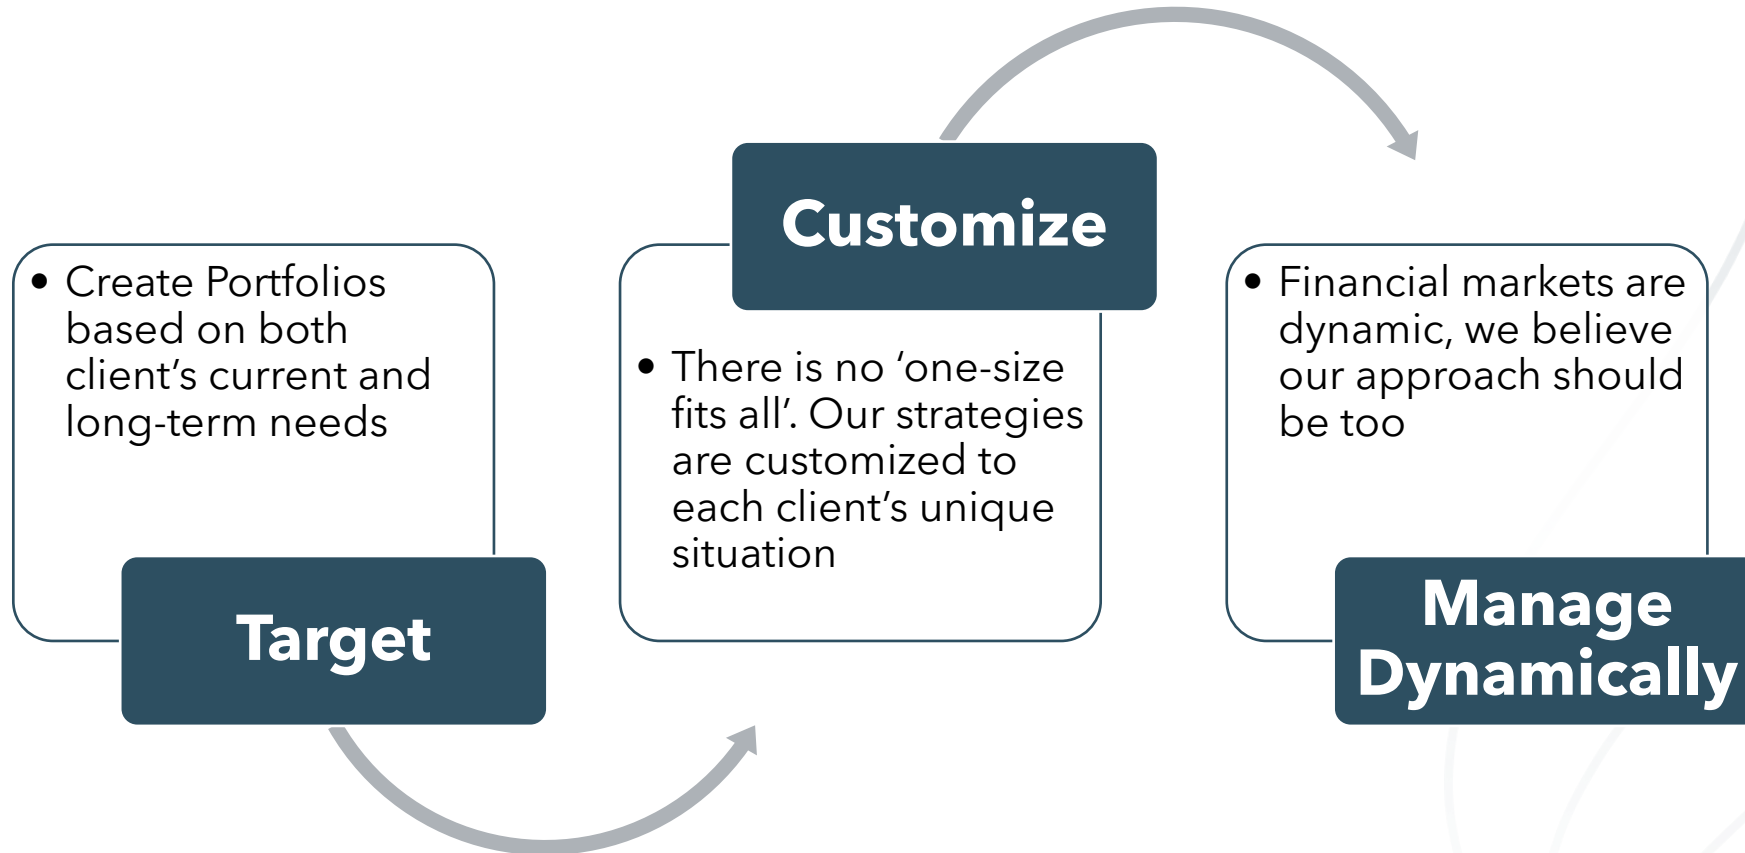 • Create Portfolios
based on both
client’s current and
long-term needs
Target
Customize
• There is no ‘one-size
fits all’. Our strategies
are customized to
each client’s unique
situation
• Financial markets are
dynamic, we believe
our approach should
be too
Manage
Dynamically